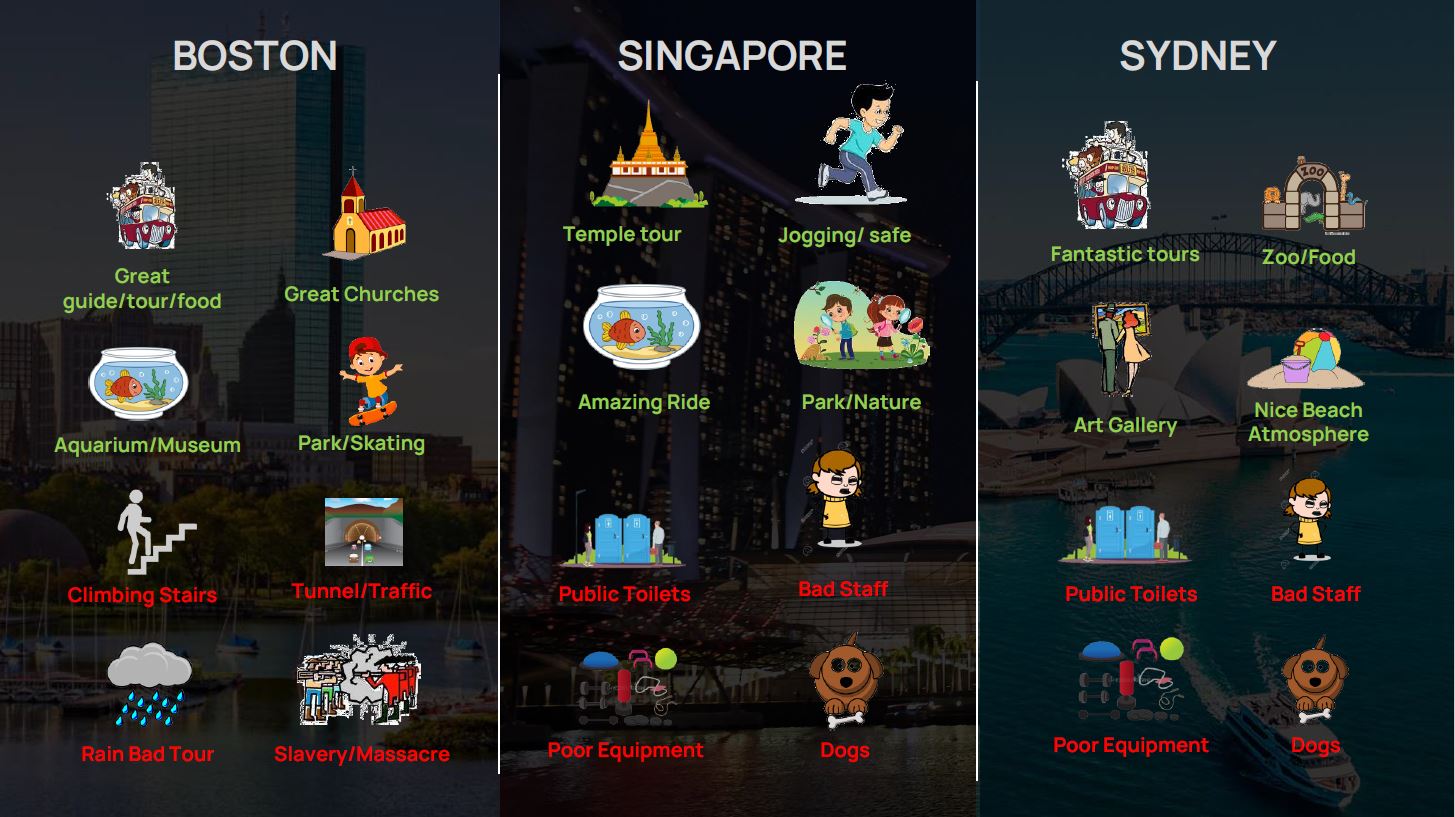 BOSTON
Great
guide/tour/food
Great Churches
Aquarium/Museum
Park/Skating
Climbing Stairs
Tunnel/Traffic
Rain Bad Tour
Slavery/Massacre
SINGAPORE
Temple tour
Jogging/ safe
Amazing Ride
Park/Nature
Public Toilets
Bad Staff
Poor Equipment
Dogs
SYDNEY
BUS
ZOO
Fantastic tours
Zoo/Food
Art Gallery
Nice Beach
Atmosphere
Public Toilets
Bad Staff
Poor Equipment
Dogs